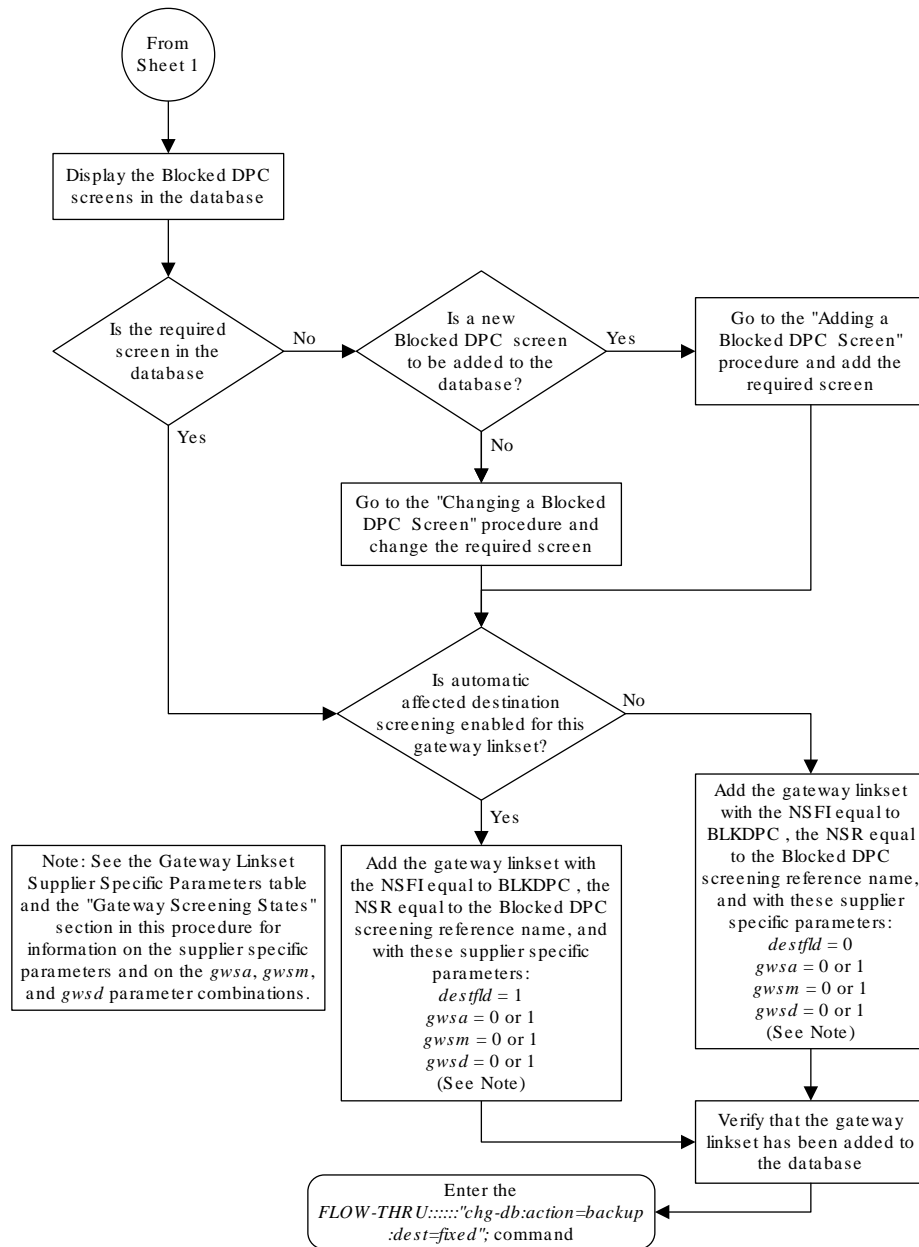 From
Sheet 1
Display the Blocked DPC
screens in the database
Is the required
screen in the
database
No
Yes
Is a new
Blocked DPC screen
to be added to the
database?
Yes
No
Go to the "Adding a
Blocked DPC Screen"
procedure and add the
required screen
Go to the "Changing a Blocked
DPC Screen" procedure and
change the required screen
Is automatic
affected destination
screening enabled for this
gateway linkset?
No
Yes
Note: See the Gateway Linkset
Supplier Specific Parameters table
and the "Gateway Screening States"
section in this procedure for
information on the supplier specific
parameters and on the gwsa, gwsm,
and gwsd parameter combinations.
Add the gateway linkset with
the NSFI equal to BLKDPC , the
NSR equal to the Blocked DPC
screening reference name, and
with these supplier specific
parameters:
destfld = 1
gwsa = 0 or 1
gwsm = 0 or 1
gwsd = 0 or 1
(See Note)
Add the gateway linkset
with the NSFI equal to
BLKDPC , the NSR equal
to the Blocked DPC
screening reference name,
and with these supplier
specific parameters:
destfld = 0
gwsa = 0 or 1
gwsm = 0 or 1
gwsd = 0 or 1
(See Note)
Verify that the gateway
linkset has been added to
the database
Enter the
FLOW-THRU::::::"chg-db:action=backup
:dest=fixed"; command